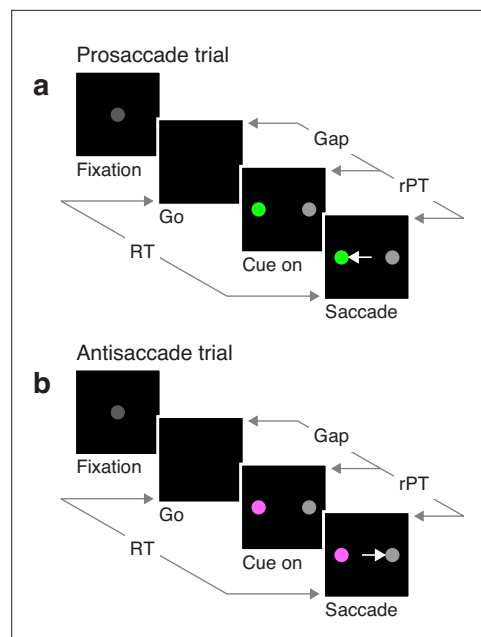 Prosaccade trial
a
Fixation
Gap
rPT
Go
RT
Cue on
Saccade
Antisaccade trial
b
Fixation
Gap
rPT
Go
RT
Cue on
Saccade